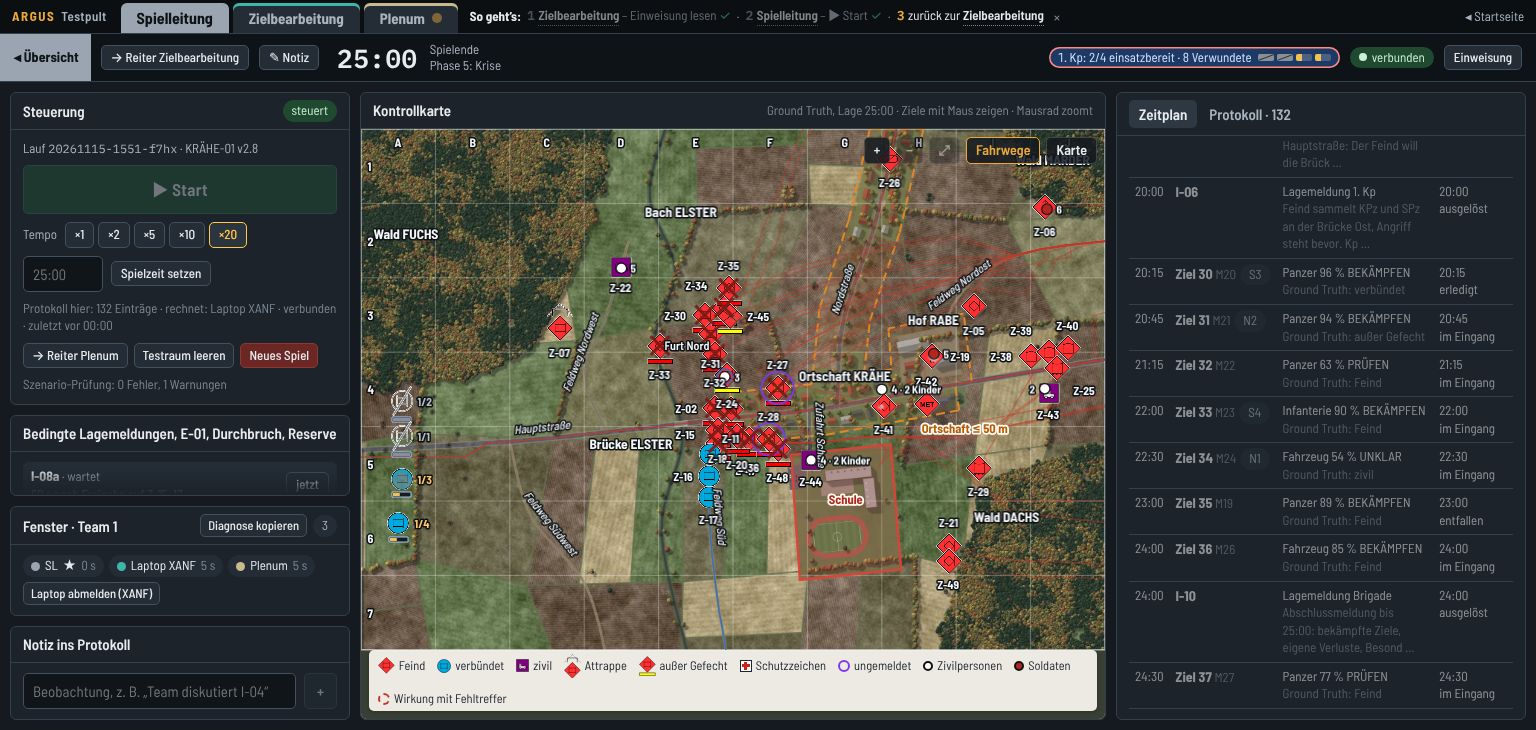 ARGUS Testpult
Spielleitung
Zielbearbeitung
Plenum
So geht's: 1 Zielbearbeitung – Einweisung lesen ✓ · 2 Spielleitung – ▶ Start ✓ · 3 zurück zur Zielbearbeitung ×
◂ Startseite
◂ Übersicht
→ Reiter Zielbearbeitung
✎ Notiz
25:00
Spielende
Phase 5: Krise
1. Kp: 2/4 einsatzbereit · 8 Verwundete
verbunden
Einweisung
Steuerung
steuert
Lauf 20261115-1551-f7hx · KRÄHE-01 v2.8
▶ Start
Tempo ×1 ×2 ×5 ×10 ×20
25:00
Spielzeit setzen
Protokoll hier: 132 Einträge · rechnet: Laptop XANF · verbunden
· zuletzt vor 00:00
→ Reiter Plenum
Testraum leeren
Neues Spiel
Szenario-Prüfung: 0 Fehler, 1 Warnungen
Bedingte Lagemeldungen, E-01, Durchbruch, Reserve
I-08a · wartet
jetzt
Fenster · Team 1
Diagnose kopieren
3
SL ★ 0 s
Laptop XANF 5 s
Plenum 5 s
Laptop abmelden (XANF)
Notiz ins Protokoll
Beobachtung, z. B. „Team diskutiert I-04“
+
Kontrollkarte
Ground Truth, Lage 25:00 · Ziele mit Maus zeigen · Mausrad zoomt
A B C D E F G H
+
⤢
Fahrwege
Karte
1
Z-26
Wald MARDER
Bach ELSTER
6
Z-06
2
Wald FUCHS
5
Z-22
Z-35
Z-34
Nordstraße
Feldweg Nordost
3
Z-30
Z-45
Hof RABE
Z-05
Z-39
Z-40
Z-07
Feldweg Nordwest
Furt Nord
Z-33
Z-31
Z-27
5
Z-19
Z-38
Z-32
3
Ortschaft KRÄHE
Z-42
4
4 · 2 Kinder
2
Z-25
1/2
Z-02
Z-24
Z-28
MET
Z-43
Z-41
Zufahrt Schule
Hauptstraße
1/1
Z-15
Z-11
Ortschaft ≤ 50 m
Brücke ELSTER
5
Z-18
Z-20
Z-36
4 · 2 Kinder
Z-16
Z-48
Z-44
Z-29
1/3
Schule
Z-17
Feldweg Süd
Feldweg Südwest
Z-21
Wald DACHS
1/4
6
Z-49
7
Feind
verbündet
zivil
Attrappe
außer Gefecht
Schutzzeichen
ungemeldet
Zivilpersonen
Soldaten
Wirkung mit Fehltreffer
Zeitplan
Protokoll · 132
Hauptstraße: Der Feind will
die Brück ...
20:00 I-06 Lagemeldung 1. Kp 20:00
Feind sammelt KPz und SPz ausgelöst
an der Brücke Ost, Angriff
steht bevor. Kp ...
20:15 Ziel 30 M20 S3 Panzer 96 % BEKÄMPFEN 20:15
Ground Truth: verbündet erledigt
20:45 Ziel 31 M21 N2 Panzer 94 % BEKÄMPFEN 20:45
Ground Truth: außer Gefecht im Eingang
21:15 Ziel 32 M22 Panzer 63 % PRÜFEN 21:15
Ground Truth: Feind im Eingang
22:00 Ziel 33 M23 S4 Infanterie 90 % BEKÄMPFEN 22:00
Ground Truth: Feind im Eingang
22:30 Ziel 34 M24 N1 Fahrzeug 54 % UNKLAR 22:30
Ground Truth: zivil im Eingang
23:00 Ziel 35 M19 Panzer 89 % BEKÄMPFEN 23:00
Ground Truth: Feind entfallen
24:00 Ziel 36 M26 Fahrzeug 85 % BEKÄMPFEN 24:00
Ground Truth: Feind im Eingang
24:00 I-10 Lagemeldung Brigade 24:00
Abschlussmeldung bis ausgelöst
25:00: bekämpfte Ziele,
eigene Verluste, Besond ...
24:30 Ziel 37 M27 Panzer 77 % PRÜFEN 24:30
Ground Truth: Feind im Eingang